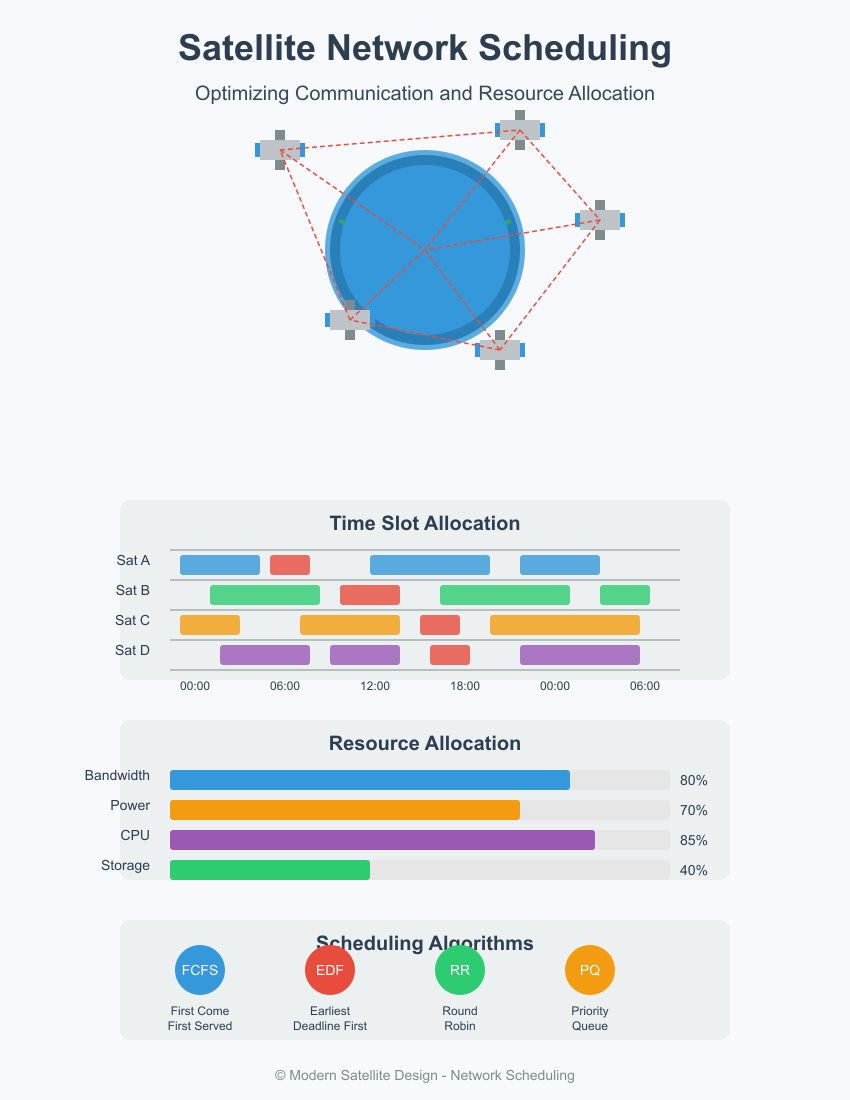 Satellite Network Scheduling
Optimizing Communication and Resource Allocation
Time Slot Allocation
Sat A
Sat B
Sat C
Sat D
00:00 06:00 12:00 18:00 00:00 06:00
Resource Allocation
Bandwidth 80%
Power 70%
CPU 85%
Storage 40%
Scheduling Algorithms
FCFS EDF RR PQ
First Come Earliest Round Priority
First Served Deadline First Robin Queue
© Modern Satellite Design - Network Scheduling